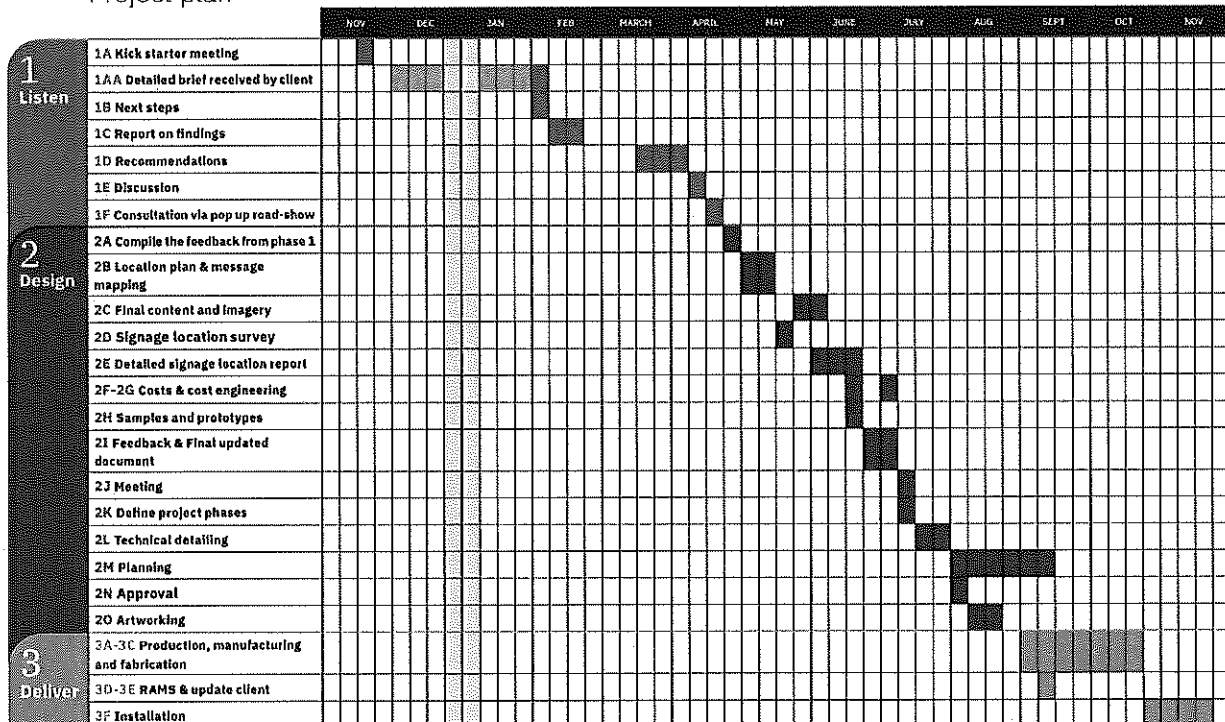 Project plan
NOV DEC JAN FEB MARCH APRIL MAY JUNE JULY AUG SEPT OCT NOV
1
Listen
1A Kick starter meeting
1AA Detailed brief received by client
1B Next steps
1C Report on findings
1D Recommendations
1E Discussion
1F Consultation via pop up road-show
2
Design
2A Compile the feedback from phase 1
2B Location plan & message
mapping
2C Final content and imagery
2D Signage location survey
2E Detailed signage location report
2F-2G Costs & cost engineering
2H Samples and prototypes
2I Feedback & Final updated
document
2J Meeting
2K Define project phases
2L Technical detailing
2M Planning
2N Approval
2O Artworking
3
Deliver
3A-3C Production, manufacturing
and fabrication
3D-3E RAMS & update client
3F Installation